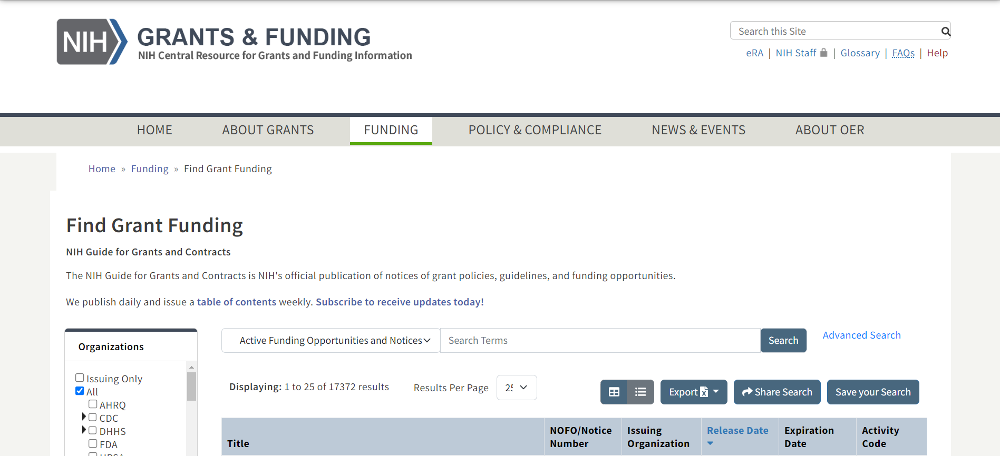 NIH
GRANTS & FUNDING
NIH Central Resource for Grants and Funding Information
Search this Site
eRA | NIH Staff | Glossary | FAQs | Help
HOME ABOUT GRANTS FUNDING POLICY & COMPLIANCE NEWS & EVENTS ABOUT OER
Home » Funding » Find Grant Funding
Find Grant Funding
NIH Guide for Grants and Contracts
The NIH Guide for Grants and Contracts is NIH's official publication of notices of grant policies, guidelines, and funding opportunities.
We publish daily and issue a table of contents weekly. Subscribe to receive updates today!
Organizations
Issuing Only
All
AHRQ
CDC
DHHS
FDA
Active Funding Opportunities and Notices Search Terms Search Advanced Search
Displaying: 1 to 25 of 17372 results Results Per Page 25 Export Share Search Save your Search
Title
NOFO/Notice Number
Issuing Organization
Release Date
Expiration Date
Activity Code